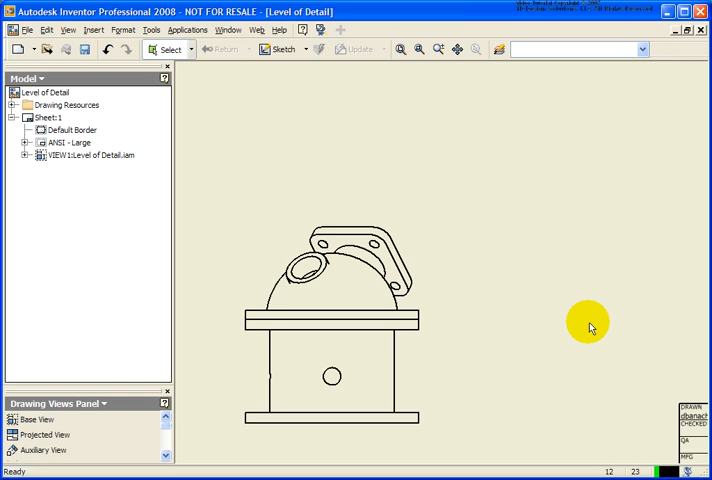 Autodesk Inventor Professional 2008 - NOT FOR RESALE - [Level of Detail]
File Edit View Insert Format Tools Applications Window Web Help
Select Return Sketch Update
Model
Level of Detail
Drawing Resources
Sheet:1
Default Border
ANSI - Large
VIEW1:Level of Detail.iam
Drawing Views Panel
Base View
Projected View
Auxiliary View
DRAWN
dbanach
CHECKED
QA
MFG
Ready 12 23